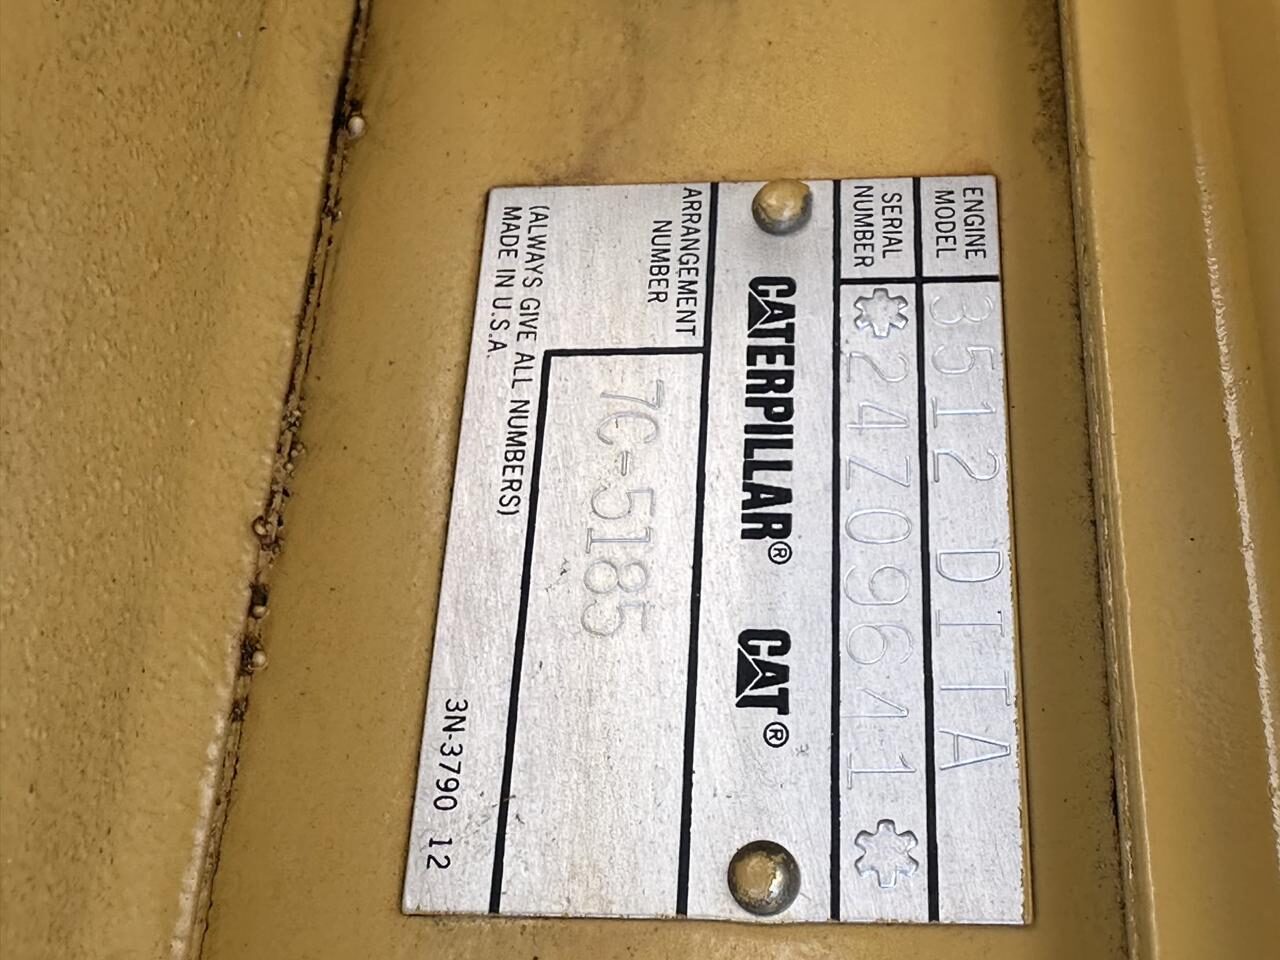 ENGINE
MODEL
3512 DITTA
SERIAL
NUMBER
24Z09641
CATERPILLAR® CAT®
ARRANGEMENT
NUMBER
7C-5185
(ALWAYS GIVE ALL NUMBERS)
MADE IN U.S.A.
3N-3790 12